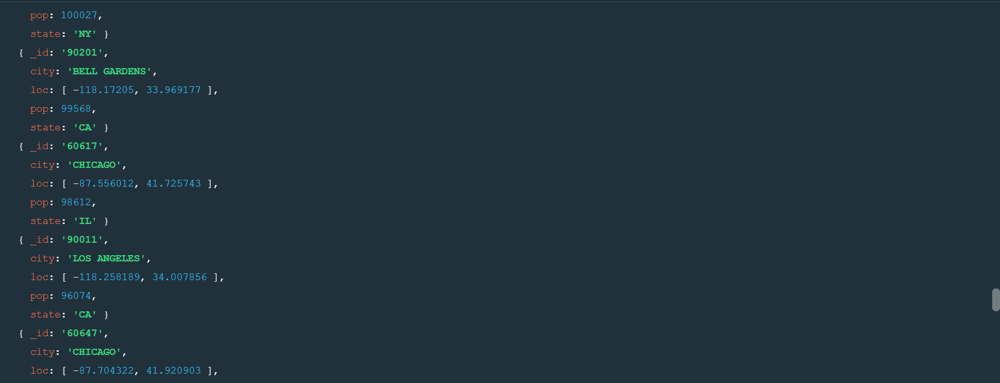 pop: 100027,
state: 'NY' }
{ _id: '90201',
city: 'BELL GARDENS',
loc: [ -118.17205, 33.969177 ],
pop: 99568,
state: 'CA' }
{ _id: '60617',
city: 'CHICAGO',
loc: [ -87.556012, 41.725743 ],
pop: 98612,
state: 'IL' }
{ _id: '90011',
city: 'LOS ANGELES',
loc: [ -118.258189, 34.007856 ],
pop: 96074,
state: 'CA' }
{ _id: '60647',
city: 'CHICAGO',
loc: [ -87.704322, 41.920903 ],